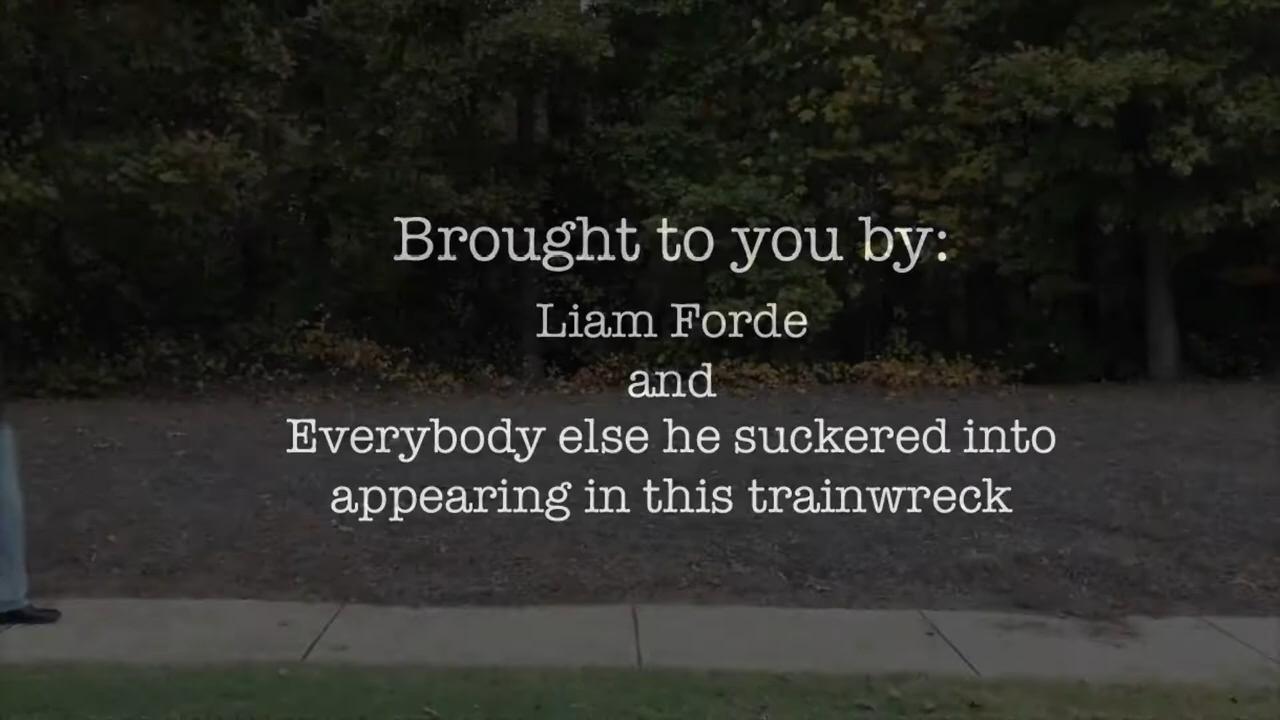 Brought to you by:
Liam Forde
and
Everybody else he suckered into
appearing in this trainwreck